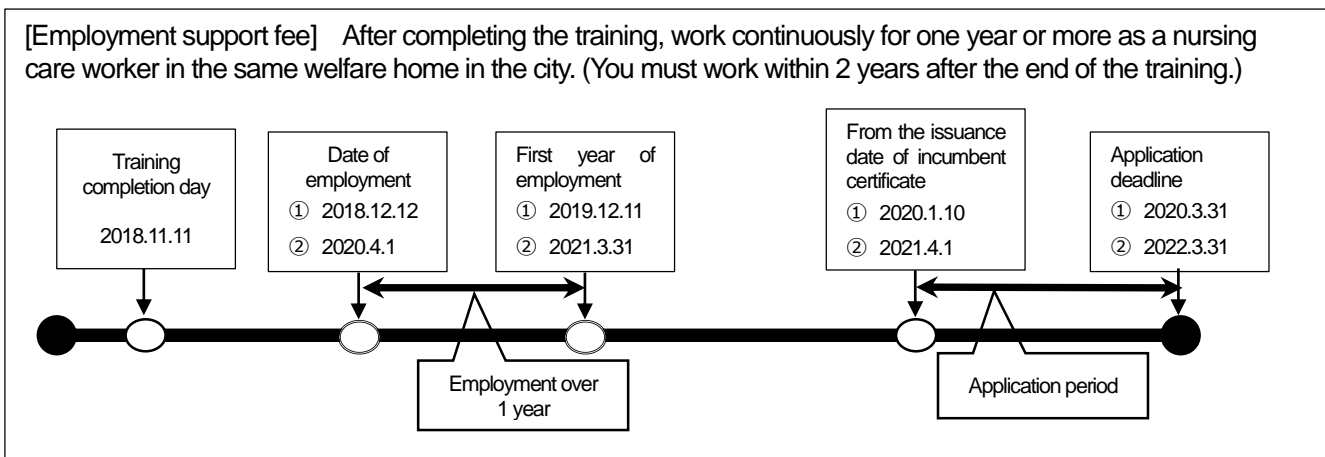 [Employment support fee] After completing the training, work continuously for one year or more as a nursing
care worker in the same welfare home in the city. (You must work within 2 years after the end of the training.)
Training
completion day
2018.11.11
Date of
employment
① 2018.12.12
② 2020.4.1
First year of
employment
① 2019.12.11
② 2021.3.31
From the issuance
date of incumbent
certificate
① 2020.1.10
② 2021.4.1
Application
deadline
① 2020.3.31
② 2022.3.31
Employment over
1 year
Application period